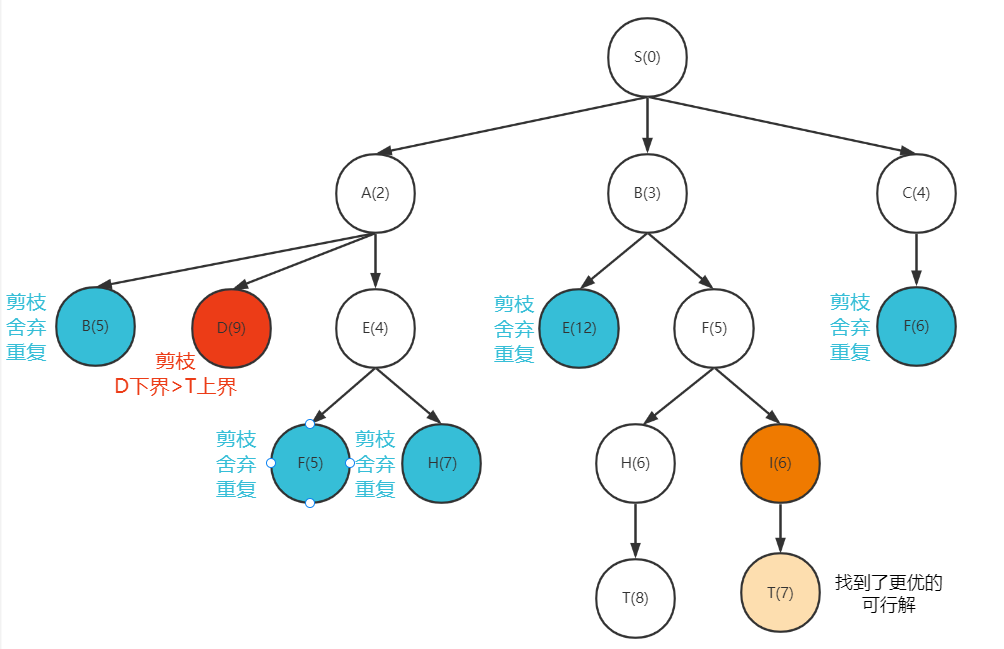 S(0)
A(2)
B(3)
C(4)
剪枝
舍弃
重复
B(5)
D(9)
E(4)
剪枝
舍弃
重复
E(12)
F(5)
剪枝
舍弃
重复
F(6)
剪枝
D下界>T上界
剪枝
舍弃
重复
F(5)
剪枝
舍弃
重复
H(7)
H(6)
I(6)
T(8)
T(7)
找到了更优的
可行解